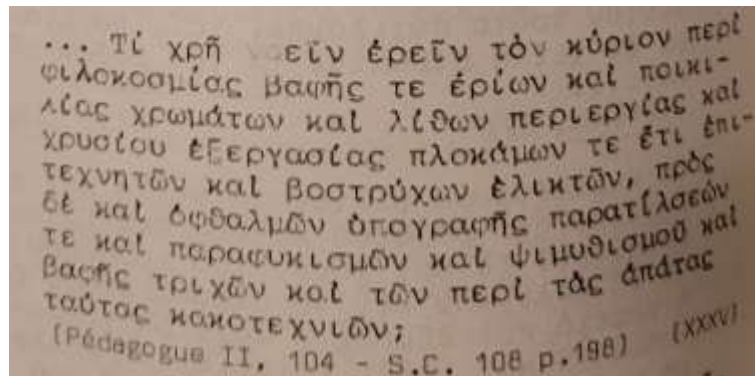 ... Τί χρῆ εῖν ἐρεῖν τὸν κύριον περὶ
φιλοκοσμίας βαφῆς τε ἐρίων καὶ ποικι-
λίας χρωμάτων καὶ λίθων περιεργίας καὶ
χρυσίου ἐξεργασίας πλοκάμων τε ἔτι ἐπι-
τεχνητῶν καὶ βοστρύχων ἑλικτῶν, πρὸς
δὲ καὶ ὀφθαλμῶν ὑπογραφῆς παρατίλσεών
τε καὶ παραφυκισμῶν καὶ ψιμυθισμοῦ καὶ
βαφῆς τριχῶν καὶ τῶν περὶ τὰς ἀπάτας
ταύτας κακοτεχνιῶν;
(Pédagogue II, 104 - S.C. 108 p.198) (XXXV)